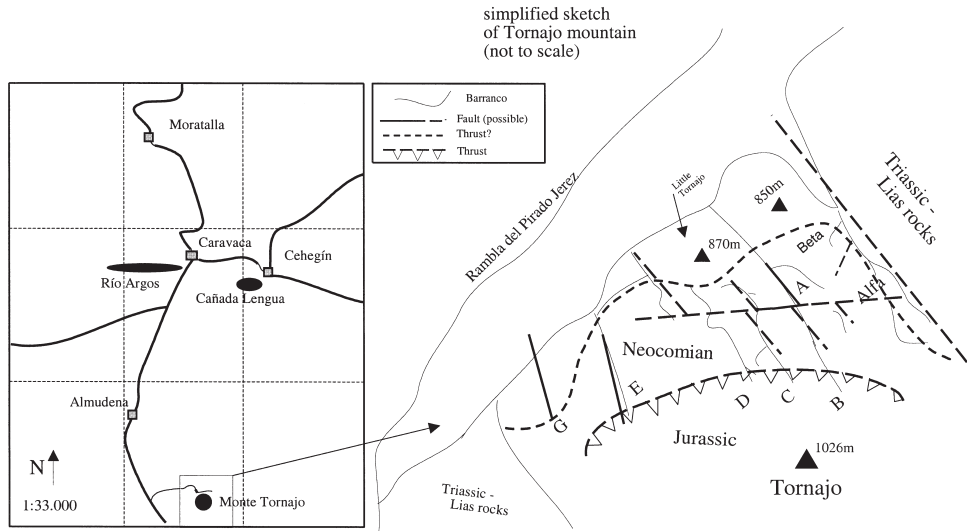 simplified sketch
of Tornajo mountain
(not to scale)
Moratalla
Caravaca
Cehegín
Río Argos
Cañada Lengua
Almudena
N
1:33.000
Monte Tornajo
Barranco
Fault (possible)
Thrust?
Thrust
Rambla del Pirado Jerez
Little
Tornajo
850m
870m
Triassic -
Lias rocks
Beta
A
Alfa
Neocomian
E
D
C
B
G
Jurassic
1026m
Tornajo
Triassic -
Lias rocks